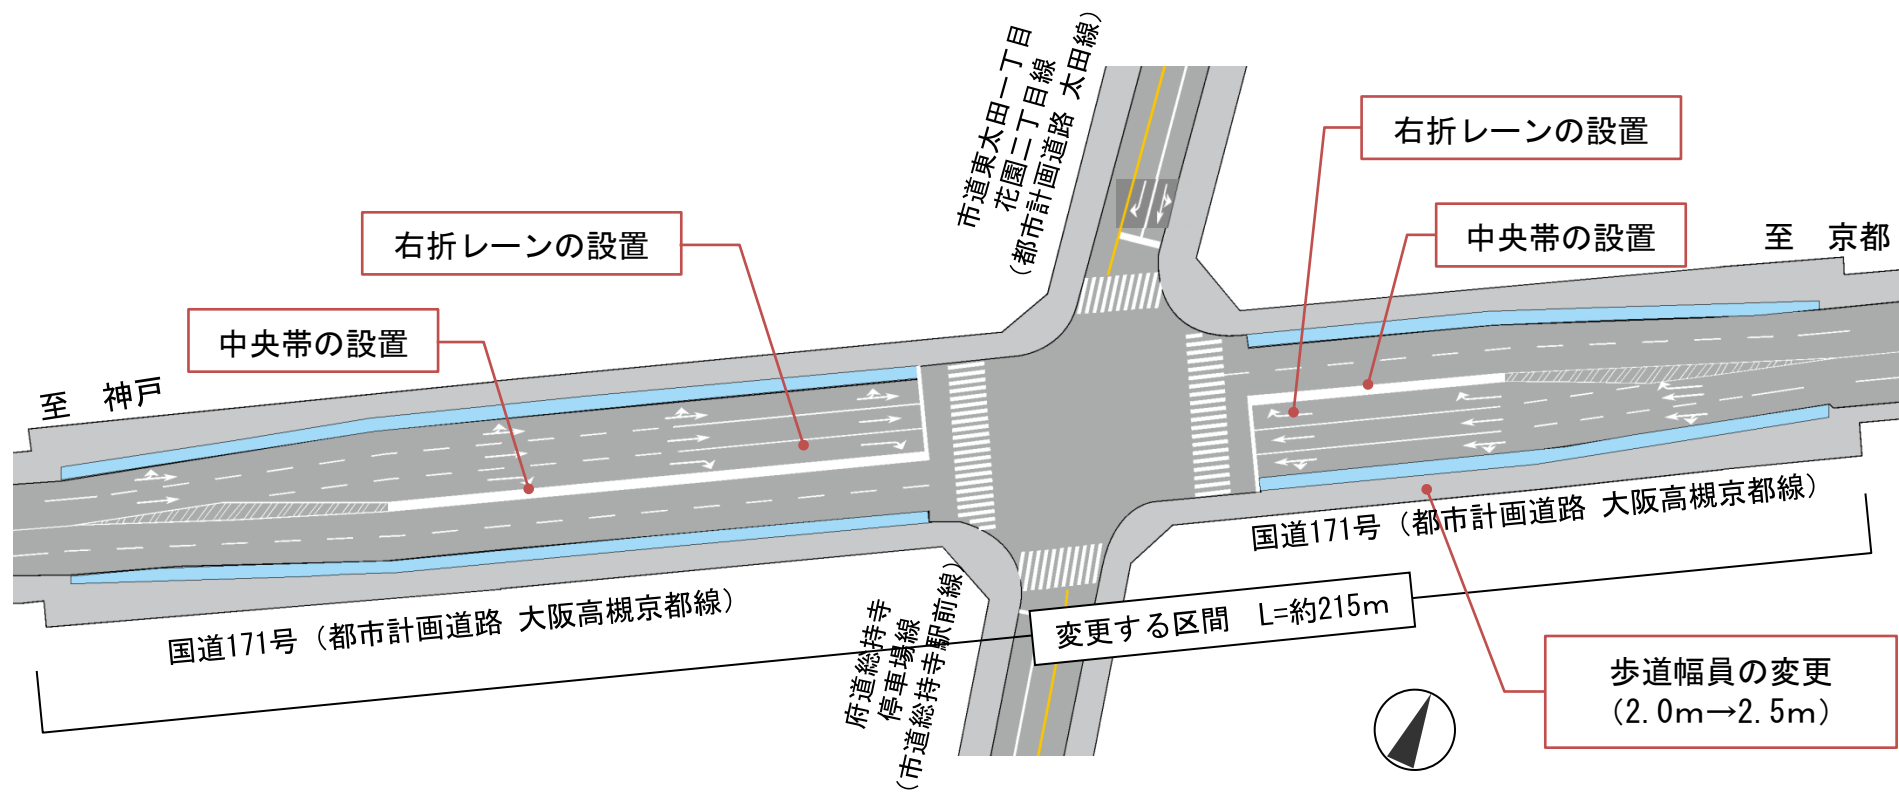 市道東太田一丁目
花園二丁目線
(都市計画道路 太田線)
右折レーンの設置
中央帯の設置
至 京都
右折レーンの設置
中央帯の設置
至 神戸
国道171号（都市計画道路 大阪高槻京都線）
国道171号（都市計画道路 大阪高槻京都線）
変更する区間 L=約215m
府道総持寺
停車場線
(市道総持寺駅前線)
歩道幅員の変更
(2.0m→2.5m)